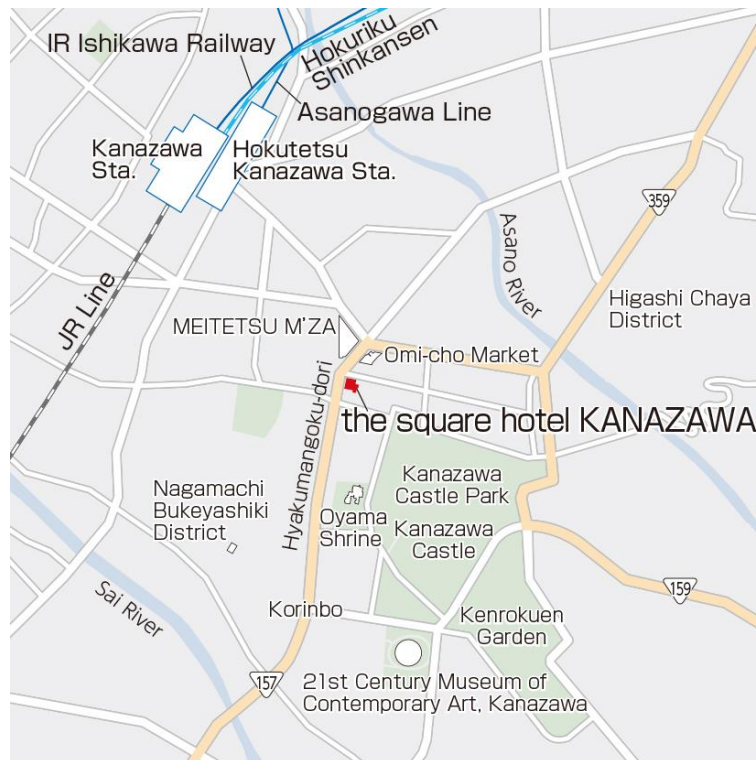 IR Ishikawa Railway
Hokuriku
Shinkansen
Asanogawa Line
Kanazawa
Sta.
Hokutetsu
Kanazawa Sta.
359
Asano River
JR Line
Higashi Chaya
District
MEITETSU M'ZA
Omi-cho Market
the square hotel KANAZAWA
Hyakumangoku-dori
Kanazawa
Castle Park
Nagamachi
Bukeyashiki
District
Oyama
Shrine
Kanazawa
Castle
Sai River
159
Korinbo
Kenrokuen
Garden
157
21st Century Museum of
Contemporary Art, Kanazawa